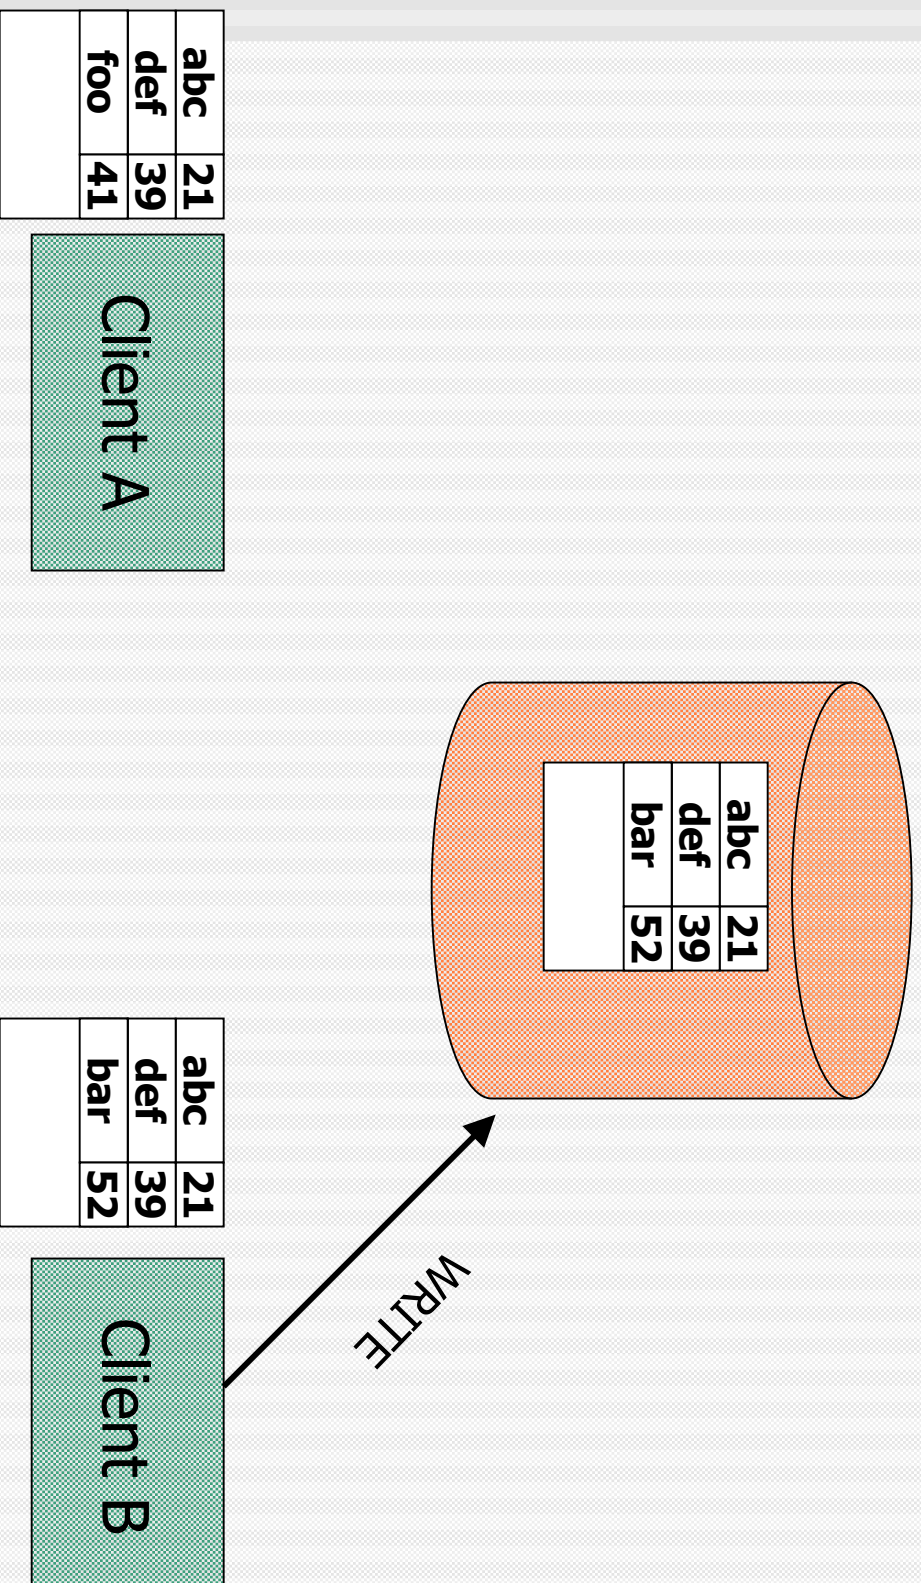 abc 21
def 39
bar 52
WRITE
abc 21
def 39
foo 41
Client A
abc 21
def 39
bar 52
Client B